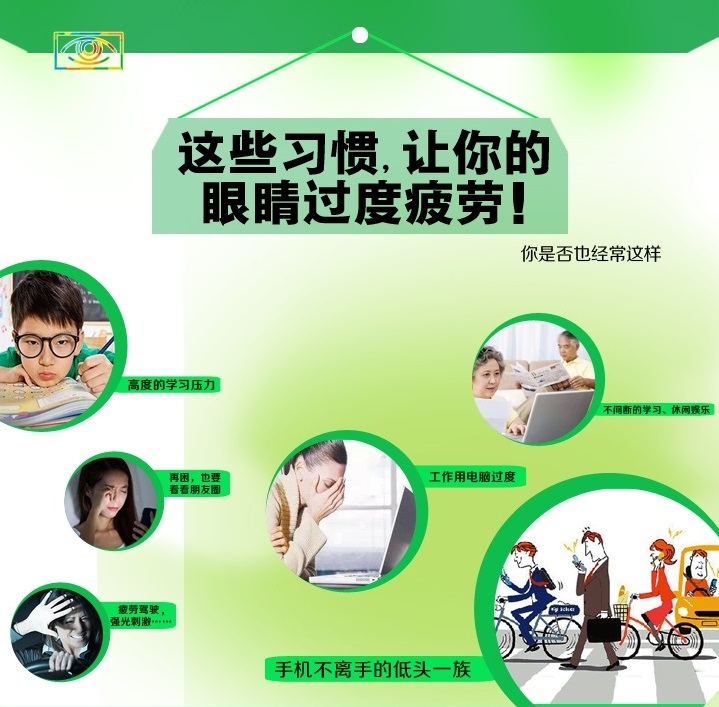 这些习惯,让你的
眼睛过度疲劳!
你是否也经常这样
高度的学习压力
不间断的学习、休闲娱乐
再困，也要
看看朋友圈
工作用电脑过度
疲劳驾驶，
强光刺激……
手机不离手的低头一族